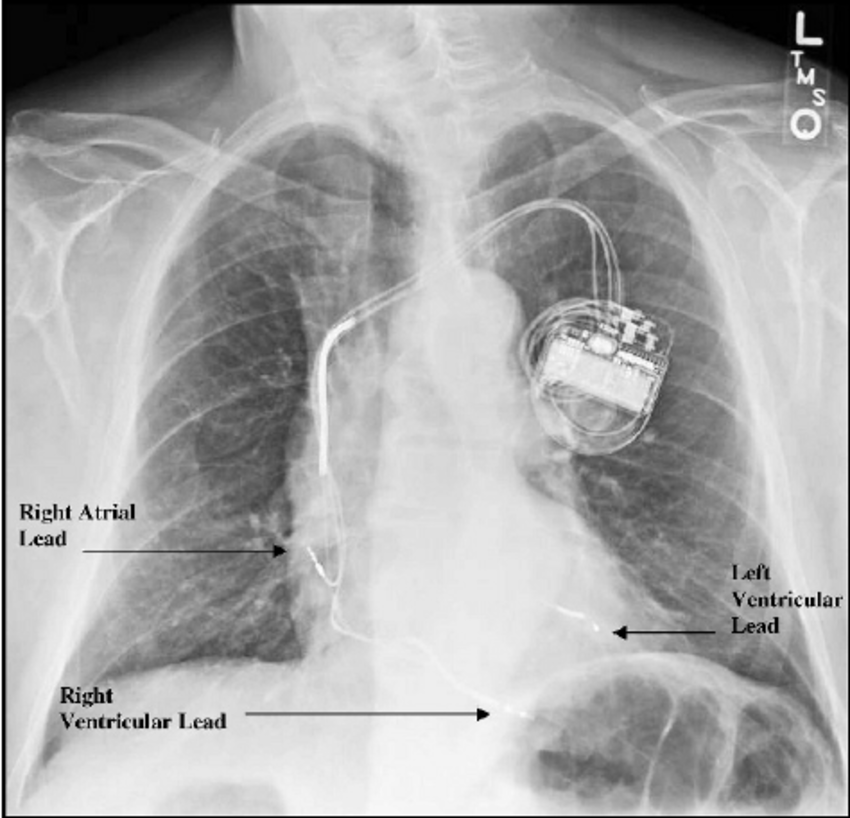 L
T
M
S
O
Right Atrial
Lead
Left
Ventricular
Lead
Right
Ventricular Lead